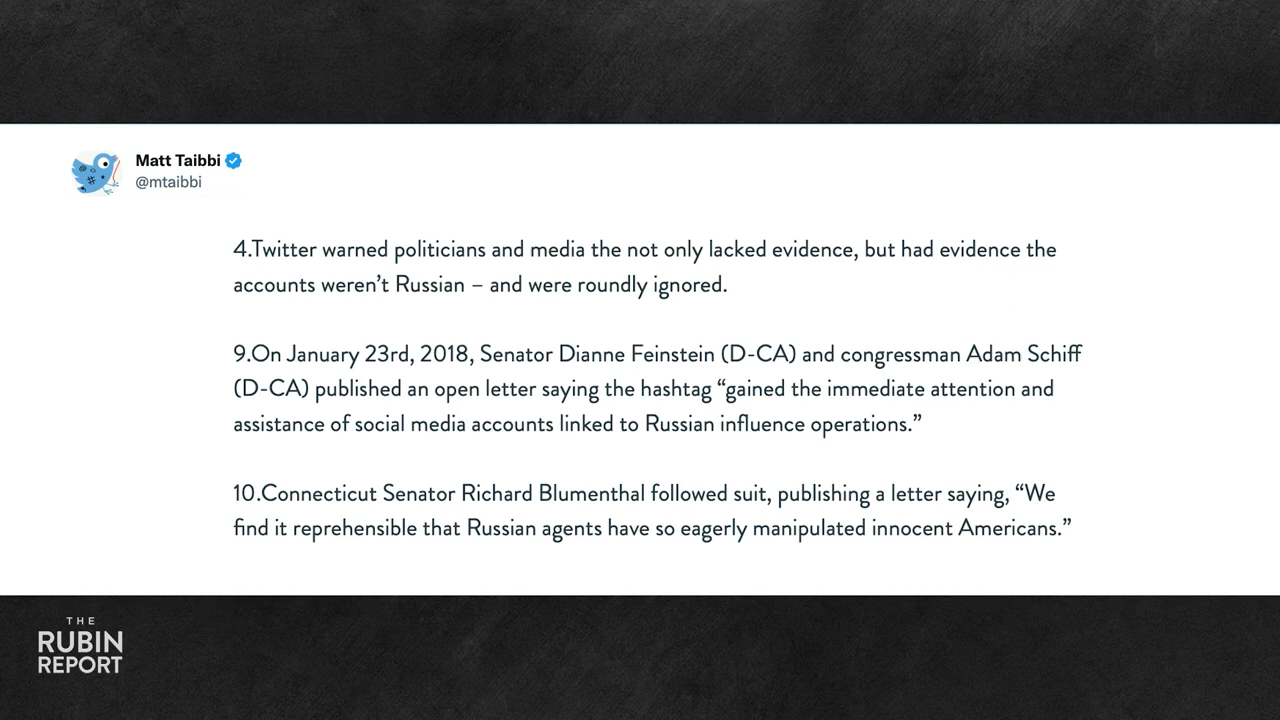 Matt Taibbi
@mtaibbi
4.Twitter warned politicians and media the not only lacked evidence, but had evidence the
accounts weren’t Russian – and were roundly ignored.
9.On January 23rd, 2018, Senator Dianne Feinstein (D-CA) and congressman Adam Schiff
(D-CA) published an open letter saying the hashtag “gained the immediate attention and
assistance of social media accounts linked to Russian influence operations.”
10.Connecticut Senator Richard Blumenthal followed suit, publishing a letter saying, “We
find it reprehensible that Russian agents have so eagerly manipulated innocent Americans.”
THE
RUBIN
REPORT